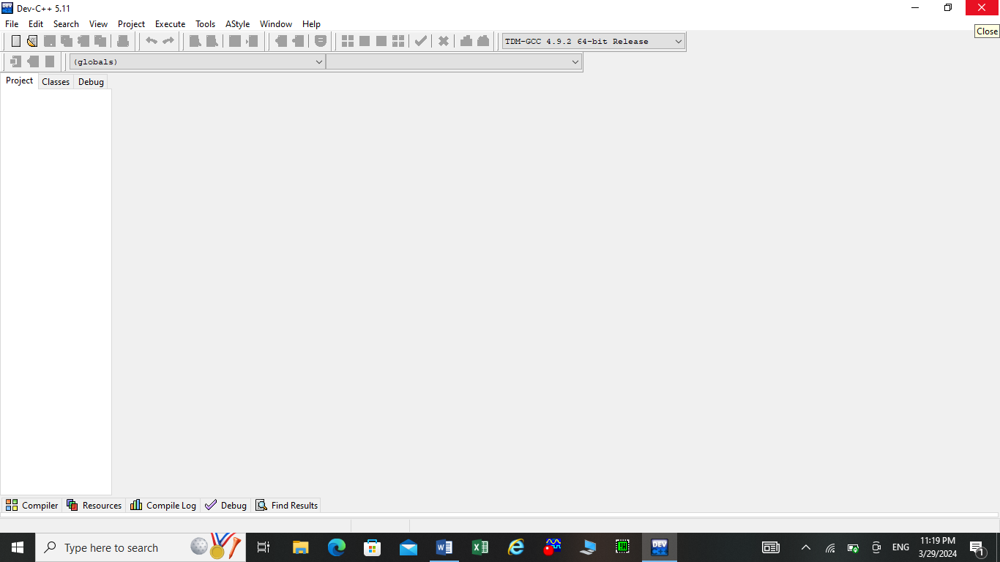 Dev-C++ 5.11
File Edit Search View Project Execute Tools AStyle Window Help
Close
TDM-GCC 4.9.2 64-bit Release
(globals)
Project Classes Debug
Compiler Resources Compile Log Debug Find Results
Type here to search
DEV
ENG
11:19 PM
3/29/2024
1